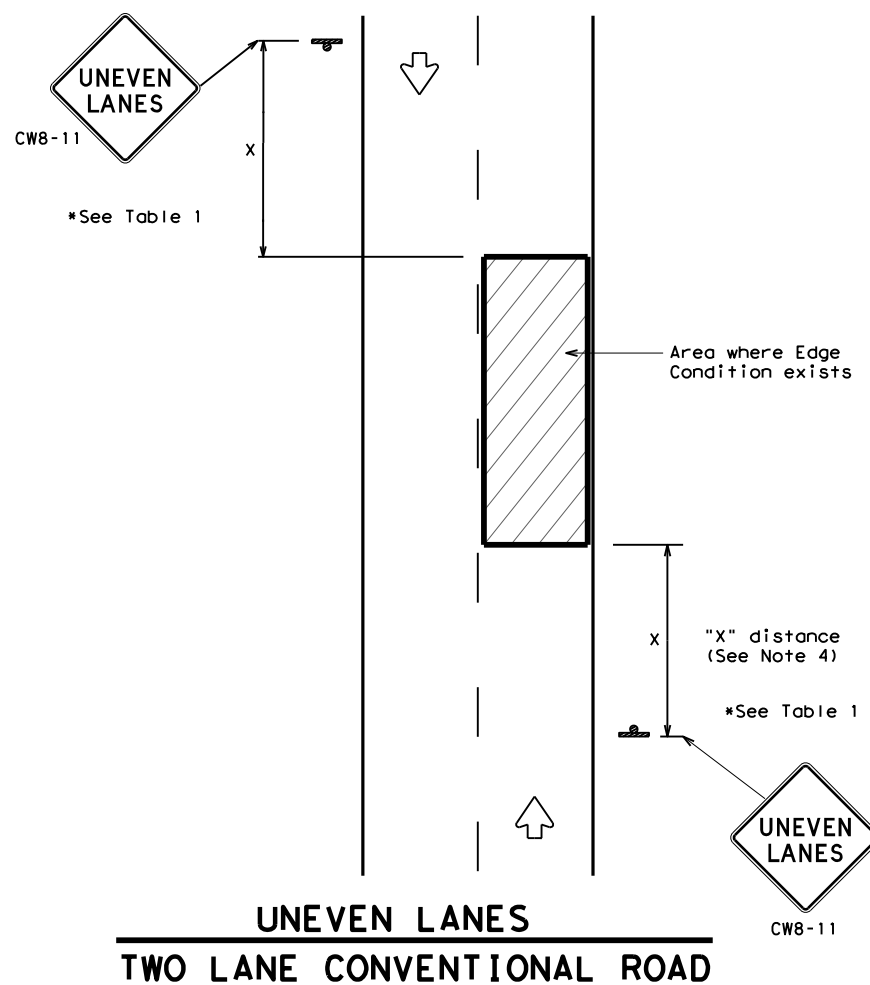 UNEVEN
LANES
CW8-11
X
*See Table 1
Area where Edge
Condition exists
X
"X" distance
(See Note 4)
*See Table 1
UNEVEN
LANES
CW8-11
UNEVEN LANES
TWO LANE CONVENTIONAL ROAD